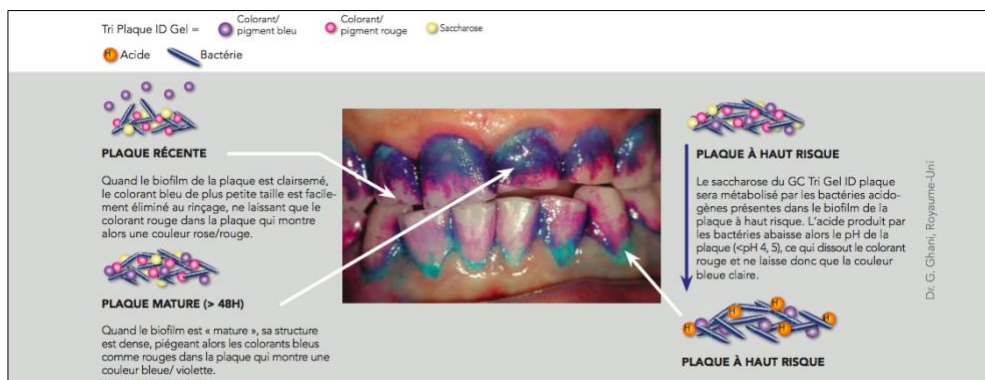 Tri Plaque ID Gel =
Colorant/
pigment bleu
Colorant/
pigment rouge
Saccharose
H
Acide
Bactérie
PLAQUE RÉCENTE
Quand le biofilm de la plaque est clairsemé,
le colorant bleu de plus petite taille est facile-
ment éliminé au rinçage, ne laissant que le
colorant rouge dans la plaque qui montre
alors une couleur rose/rouge.
PLAQUE MATURE (> 48H)
Quand le biofilm est « mature », sa structure
est dense, piégeant alors les colorants bleus
comme rouges dans la plaque qui montre une
couleur bleue/ violette.
PLAQUE À HAUT RISQUE
Le saccharose du GC Tri Gel ID plaque
sera métabolisé par les bactéries acido-
gènes présentes dans le biofilm de la
plaque à haut risque. L'acide produit par
les bactéries abaisse alors le pH de la
plaque (<pH 4, 5), ce qui dissout le colorant
rouge et ne laisse donc que la couleur
bleue claire.
H
H
H
H
PLAQUE À HAUT RISQUE
Dr. G. Ghani, Royaume-Uni